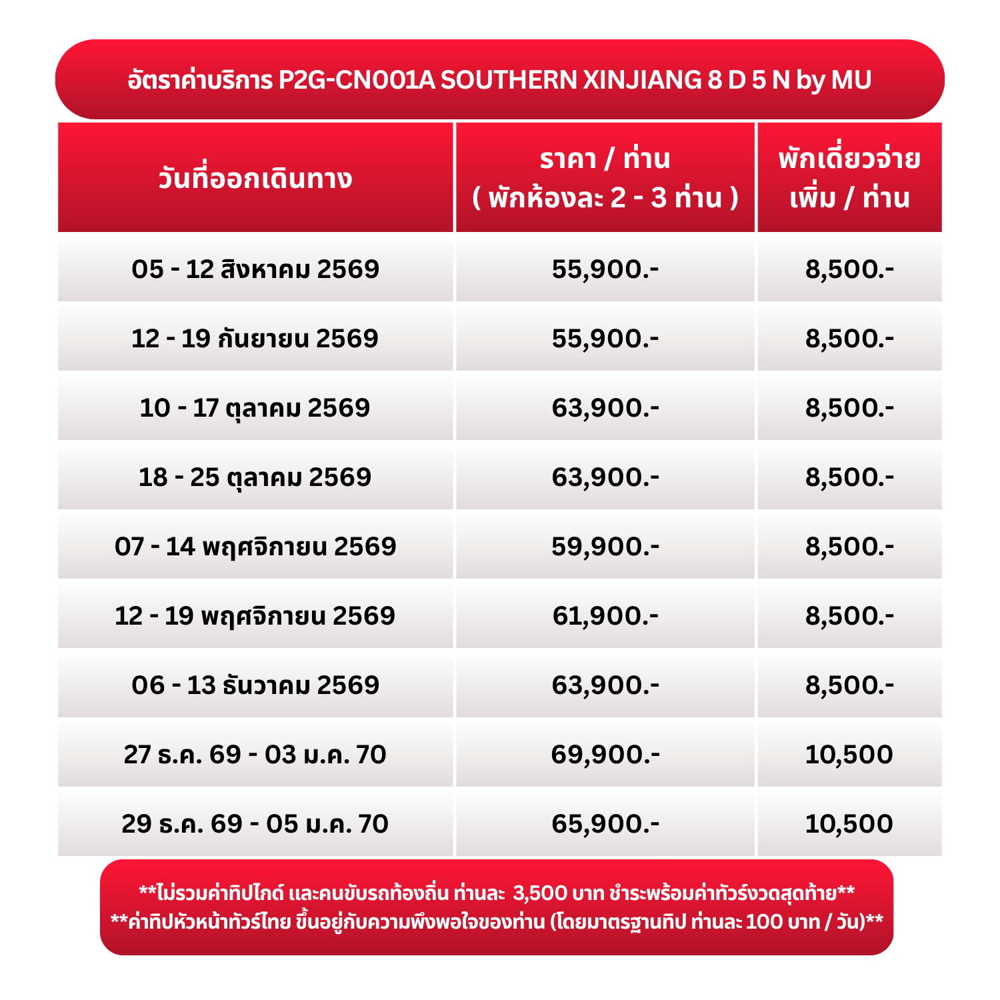 อัตราค่าบริการ P2G-CN001A SOUTHERN XINJIANG 8 D 5 N by MU
วันที่ออกเดินทาง
ราคา / ท่าน
( พักห้องละ 2 - 3 ท่าน )
พักเดี่ยวจ่าย
เพิ่ม / ท่าน
05 - 12 สิงหาคม 2569 55,900.- 8,500.-
12 - 19 กันยายน 2569 55,900.- 8,500.-
10 - 17 ตุลาคม 2569 63,900.- 8,500.-
18 - 25 ตุลาคม 2569 63,900.- 8,500.-
07 - 14 พฤศจิกายน 2569 59,900.- 8,500.-
12 - 19 พฤศจิกายน 2569 61,900.- 8,500.-
06 - 13 ธันวาคม 2569 63,900.- 8,500.-
27 ธ.ค. 69 - 03 ม.ค. 70 69,900.- 10,500
29 ธ.ค. 69 - 05 ม.ค. 70 65,900.- 10,500
**ไม่รวมค่าทิปไกด์ และคนขับรถท้องถิ่น ท่านละ 3,500 บาท ชำระพร้อมค่าทัวร์งวดสุดท้าย**
**ค่าทิปหัวหน้าทัวร์ไทย ขึ้นอยู่กับความพึงพอใจของท่าน (โดยมาตรฐานทิป ท่านละ 100 บาท / วัน)**